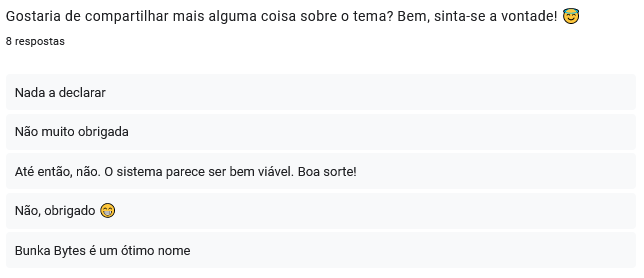 Gostaria de compartilhar mais alguma coisa sobre o tema? Bem, sinta-se a vontade! 😇
8 respostas
Nada a declarar
Não muito obrigada
Até então, não. O sistema parece ser bem viável. Boa sorte!
Não, obrigado 😁
Bunka Bytes é um ótimo nome